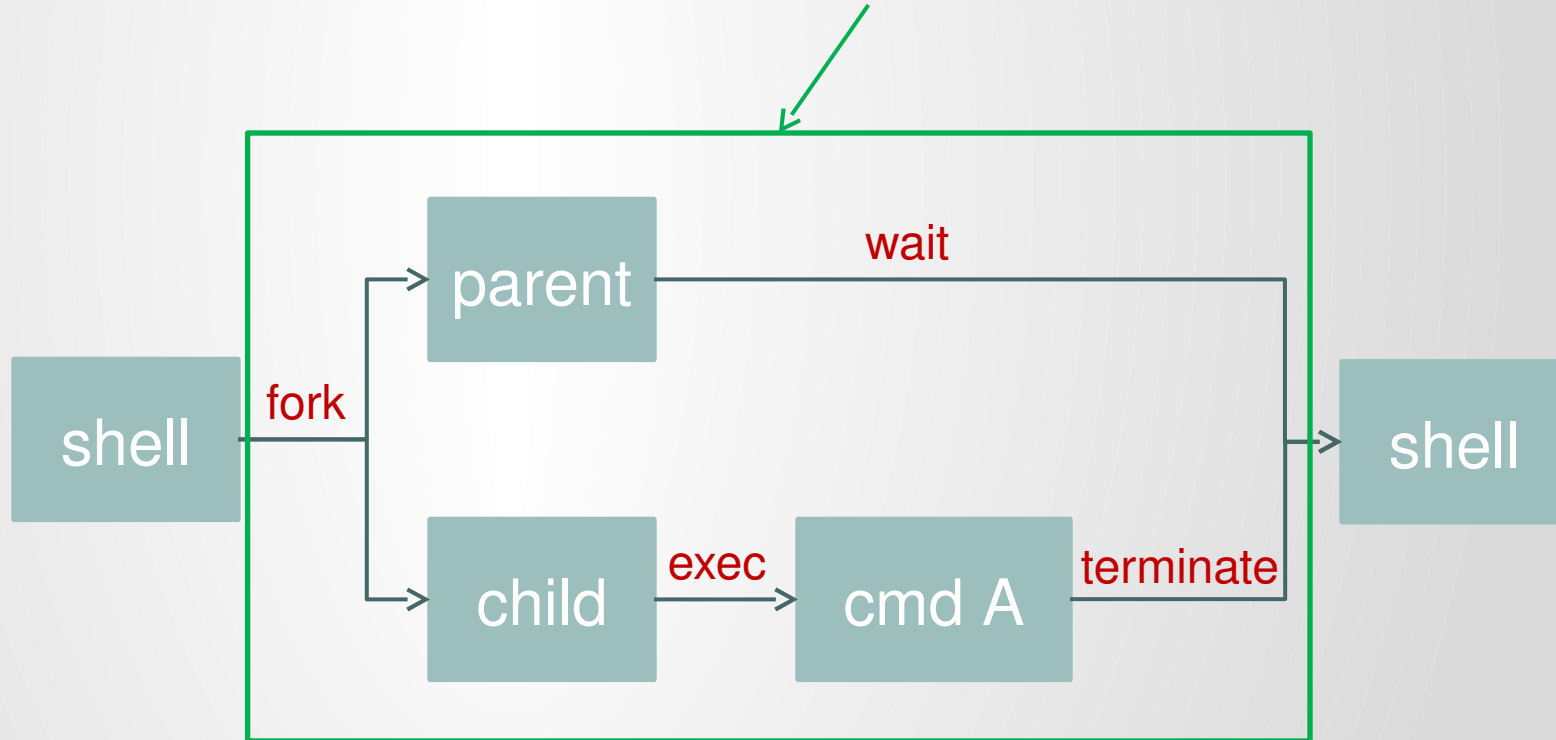 wait
parent
fork
shell
shell
exec
terminate
child
cmd A